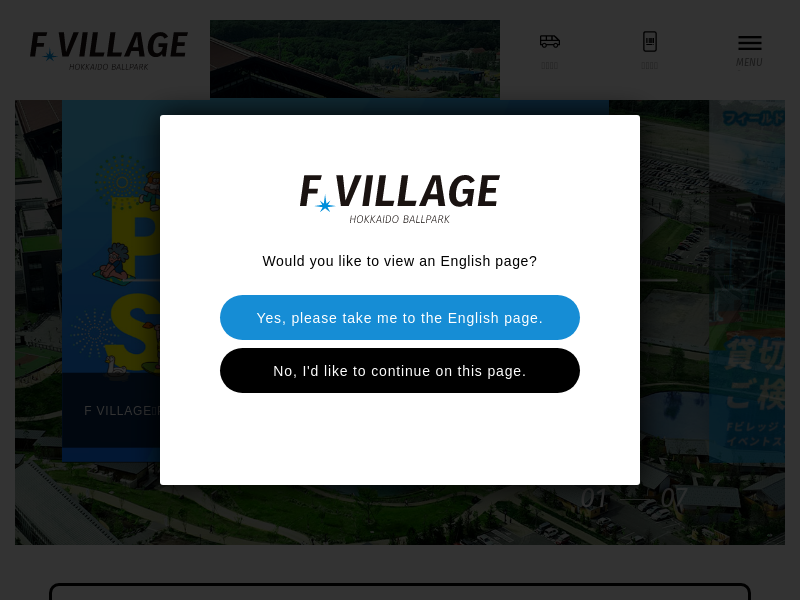 F VILLAGE
HOKKAIDO BALLPARK
MENU
フィールド
F VILLAGE
HOKKAIDO BALLPARK
Would you like to view an English page?
Yes, please take me to the English page.
No, I'd like to continue on this page.
P
S
貸切
ご検
Fビレッジ
イベントス
F VILLAGE
01
07